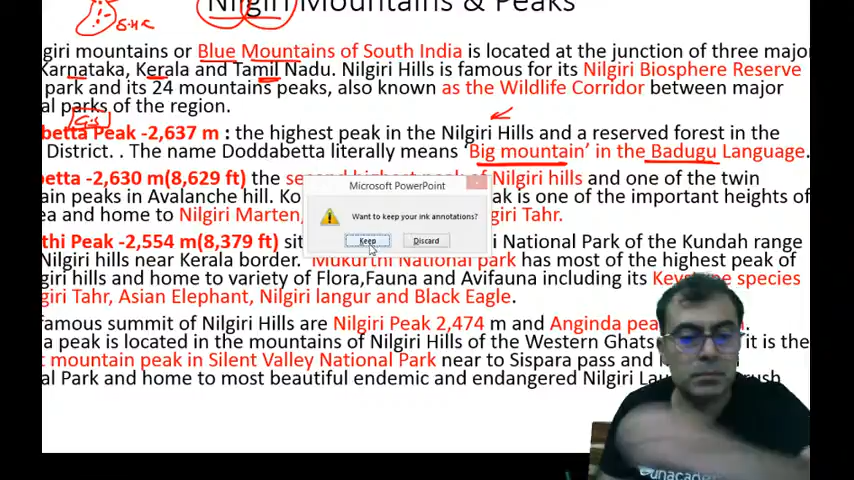 Nilgiri Mountains & Peaks
S.H.C
giri mountains or Blue Mountains of South India is located at the junction of three major
Karnataka, Kerala and Tamil Nadu. Nilgiri Hills is famous for its Nilgiri Biosphere Reserve
park and its 24 mountains peaks, also known as the Wildlife Corridor between major
al parks of the region.
betta Peak -2,637 m : the highest peak in the Nilgiri Hills and a reserved forest in the
District. . The name Doddabetta literally means ‘Big mountain’ in the Badugu Language.
betta -2,630 m(8,629 ft) the second highest peak of Nilgiri hills and one of the twin
ain peaks in Avalanche hill. Ko ak is one of the important heights of
ea and home to Nilgiri Marten, giri Tahr.
Microsoft PowerPoint
Want to keep your ink annotations?
Keep Discard
thi Peak -2,554 m(8,379 ft) sit i National Park of the Kundah range
Nilgiri hills near Kerala border. Mukurthi National park has most of the highest peak of
giri hills and home to variety of Flora,Fauna and Avifauna including its Keystone species
giri Tahr, Asian Elephant, Nilgiri langur and Black Eagle.
famous summit of Nilgiri Hills are Nilgiri Peak 2,474 m and Anginda pea
a peak is located in the mountains of Nilgiri Hills of the Western Ghats it is the
t mountain peak in Silent Valley National Park near to Sispara pass and
al Park and home to most beautiful endemic and endangered Nilgiri Lau rush
unacade